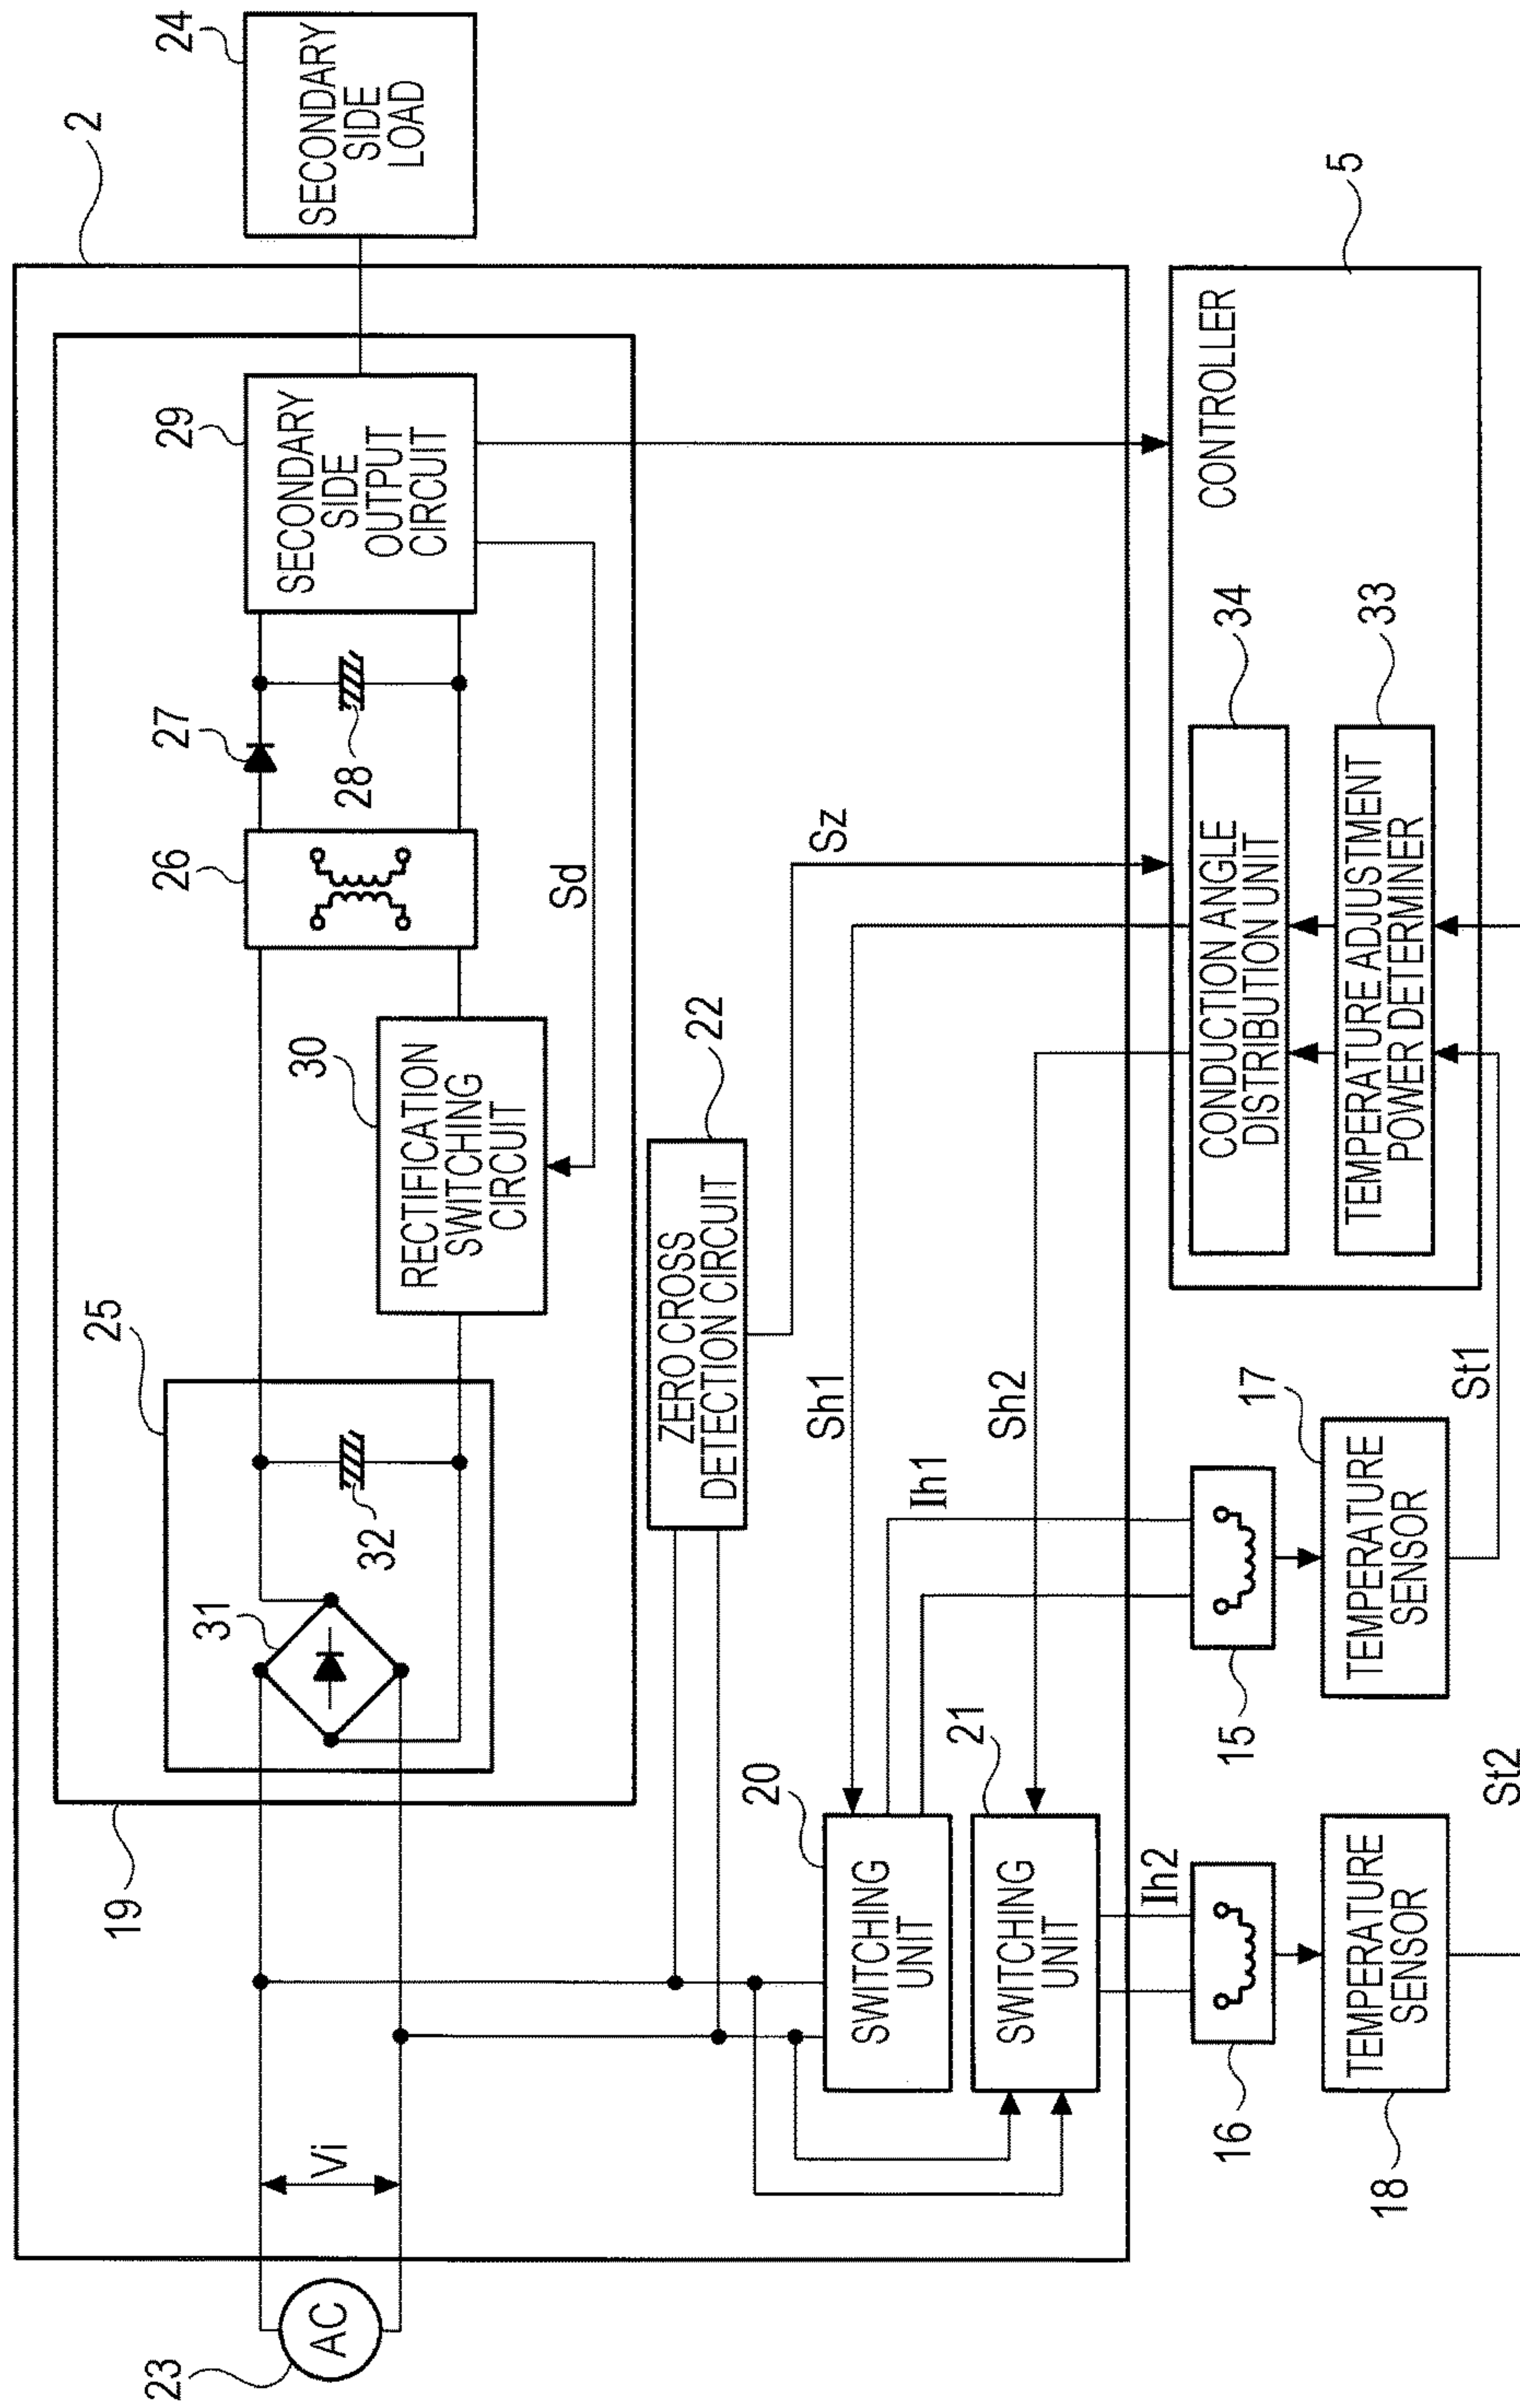 2
24
SECONDARY
SIDE
LOAD
29
SECONDARY
SIDE
OUTPUT
CIRCUIT
27
28
26
Sd
30
RECTIFICATION
SWITCHING
CIRCUIT
25
31
32
19
23
AC
Vi
22
ZERO CROSS
DETECTION CIRCUIT
Sz
Sh1
Sh2
Ih1
Ih2
20
SWITCHING
UNIT
21
SWITCHING
UNIT
5
CONTROLLER
34
CONDUCTION ANGLE
DISTRIBUTION UNIT
33
TEMPERATURE ADJUSTMENT
POWER DETERMINER
15
16
17
TEMPERATURE
SENSOR
St1
18
TEMPERATURE
SENSOR
St2